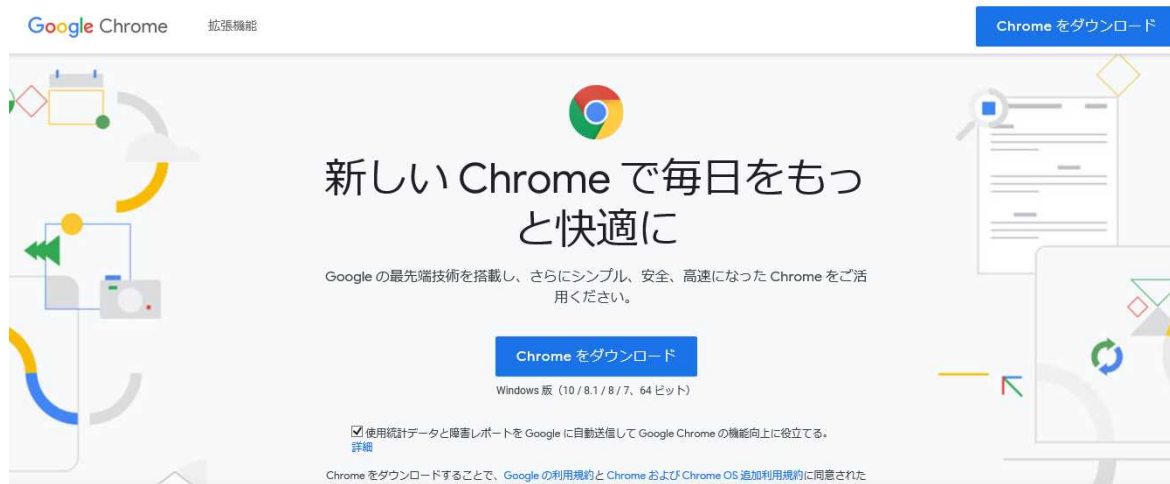 Google Chrome
拡張機能
Chrome をダウンロード
新しい Chrome で毎日をもっ
と快適に
Google の最先端技術を搭載し、さらにシンプル、安全、高速になった Chrome をご活
用ください。
Chrome をダウンロード
Windows 版（10 / 8.1 / 8 / 7、64 ビット）
使用統計データと障害レポートを Google に自動送信して Google Chrome の機能向上に役立てる。
詳細
Chrome をダウンロードすることで、Google の利用規約と Chrome および Chrome OS 追加利用規約に同意された